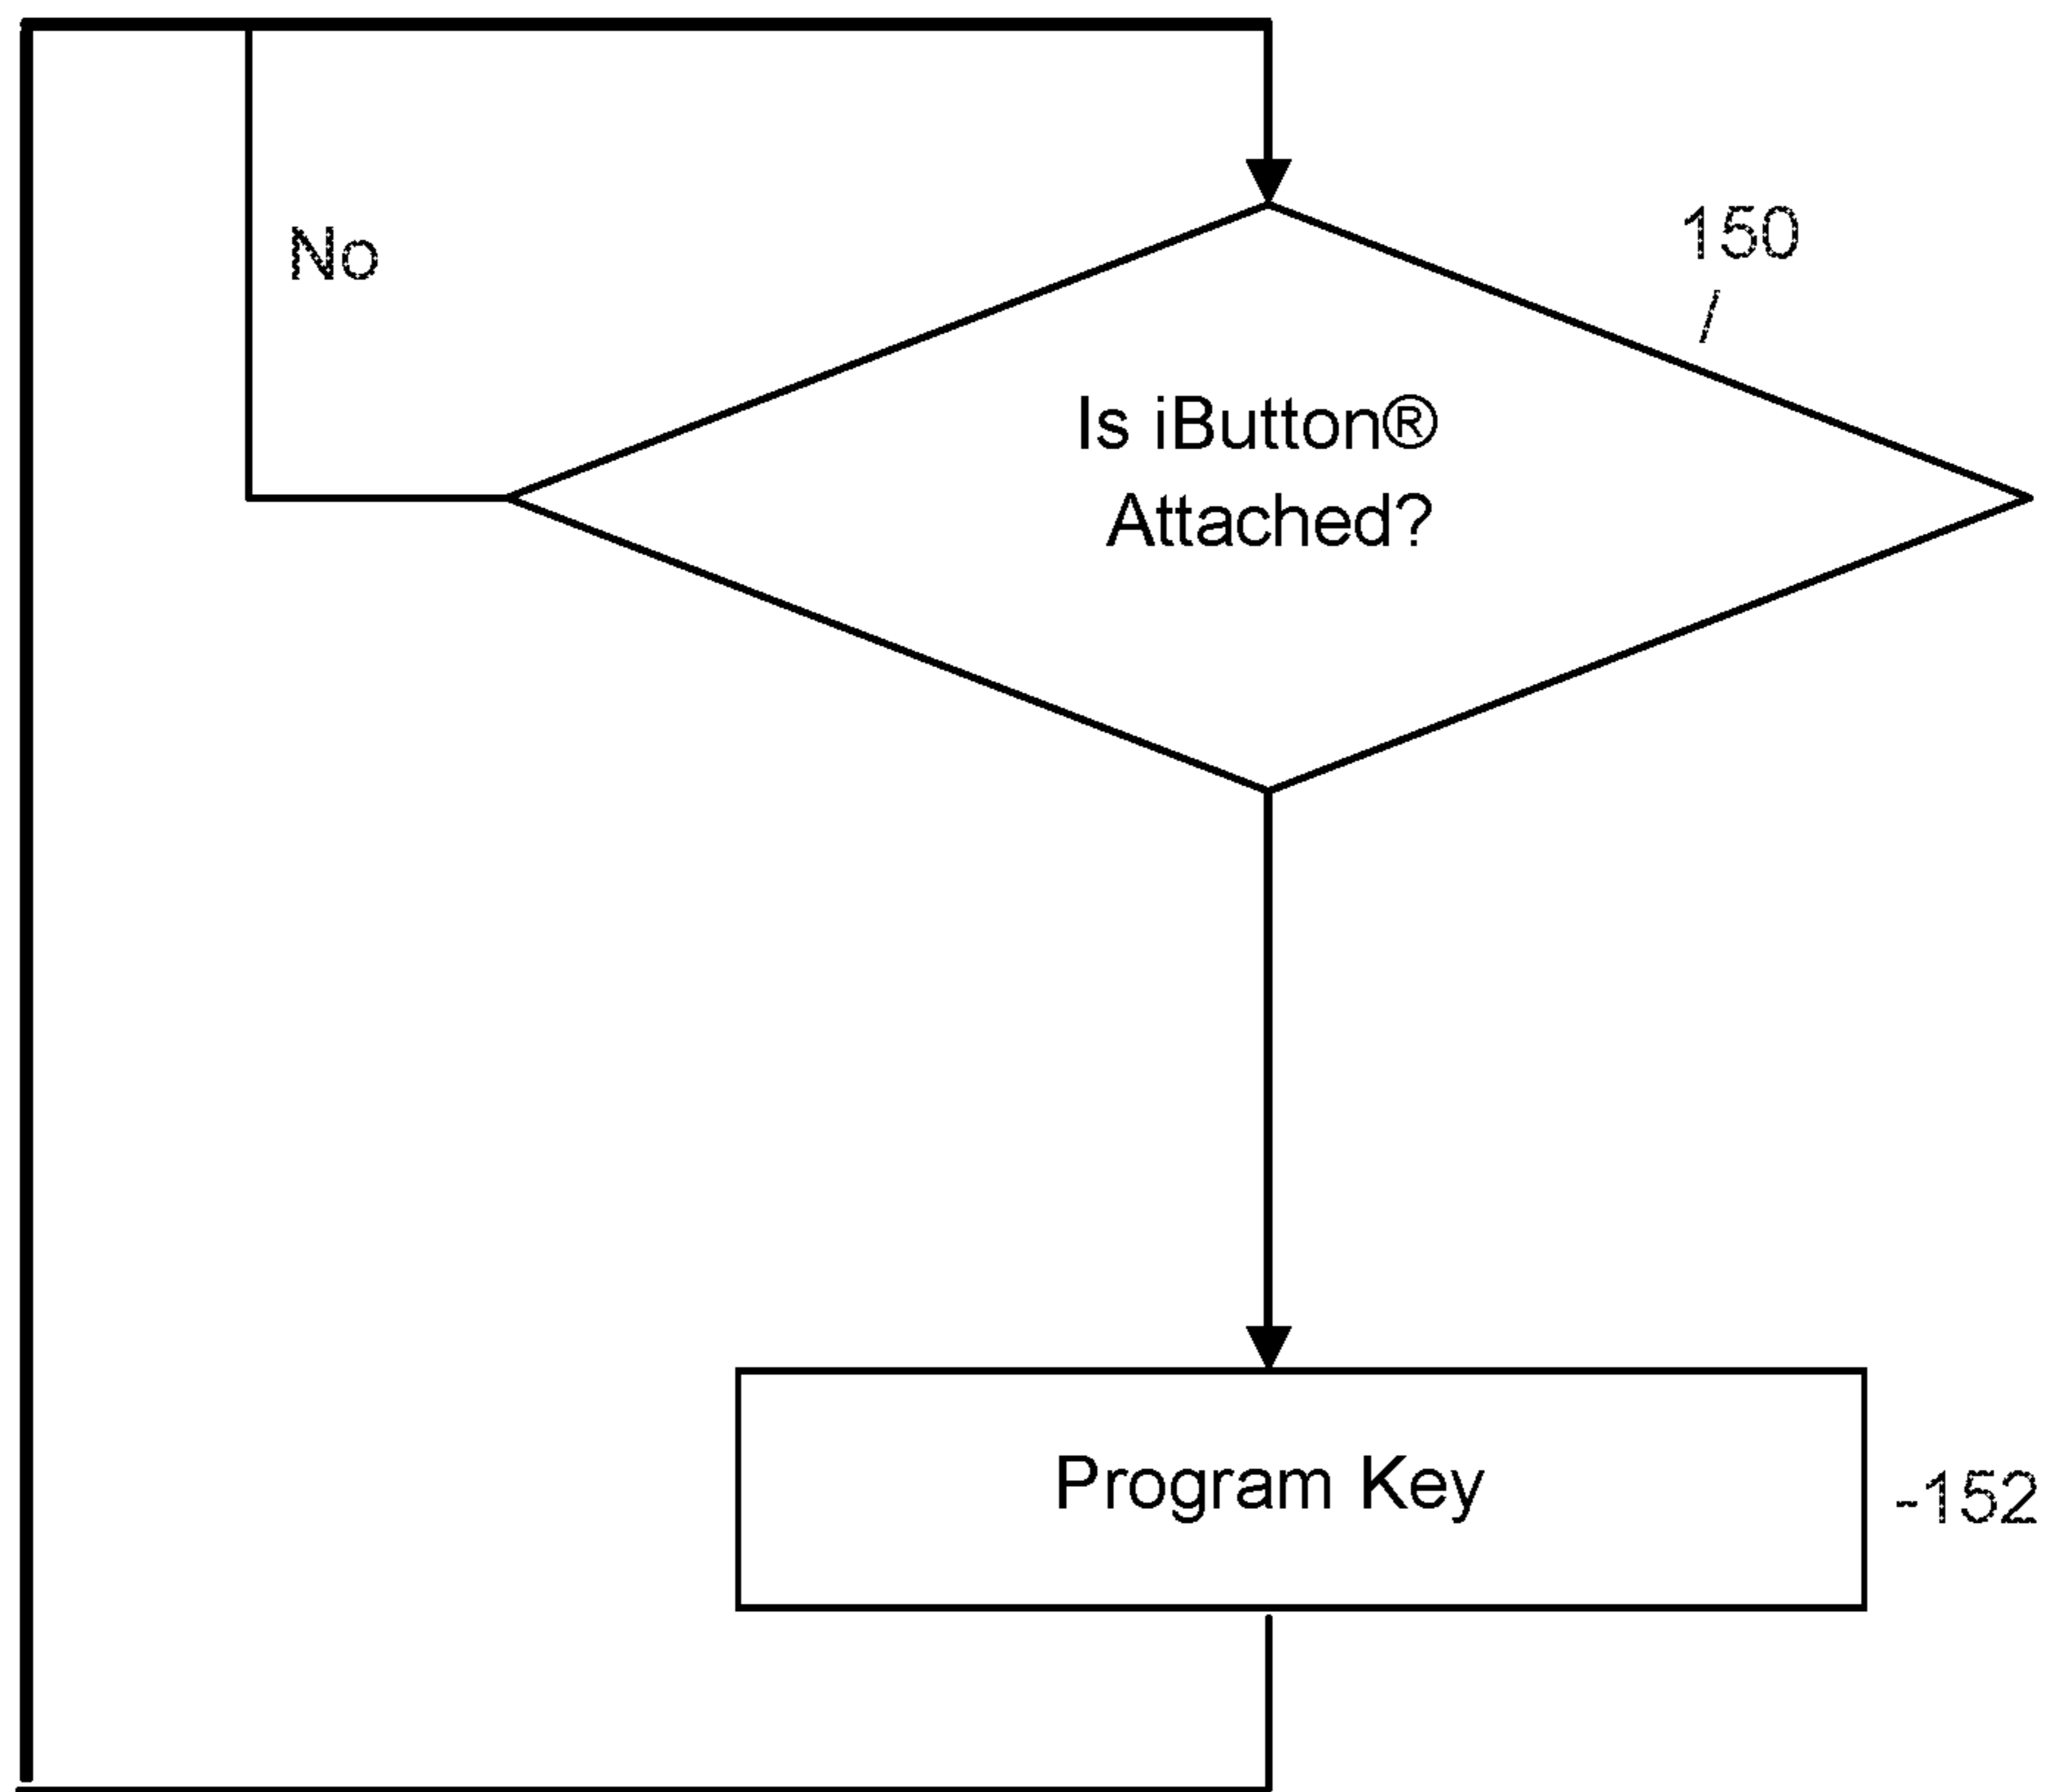 No
150
/
Is iButton®
Attached?
Program Key
-152